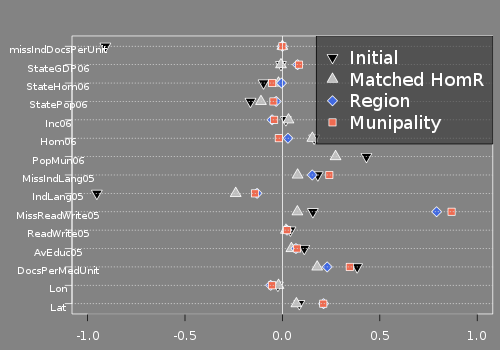 missIndDocsPerUnit
StateGDP06
StateHom06
StatePop06
Inc06
Hom06
PopMun06
MissIndLang05
IndLang05
MissReadWrite05
ReadWrite05
AvEduc05
DocsPerMedUnit
Lon
Lat
Initial
Matched HomR
Region
Munipality
-1.0 -0.5 0.0 0.5 1.0